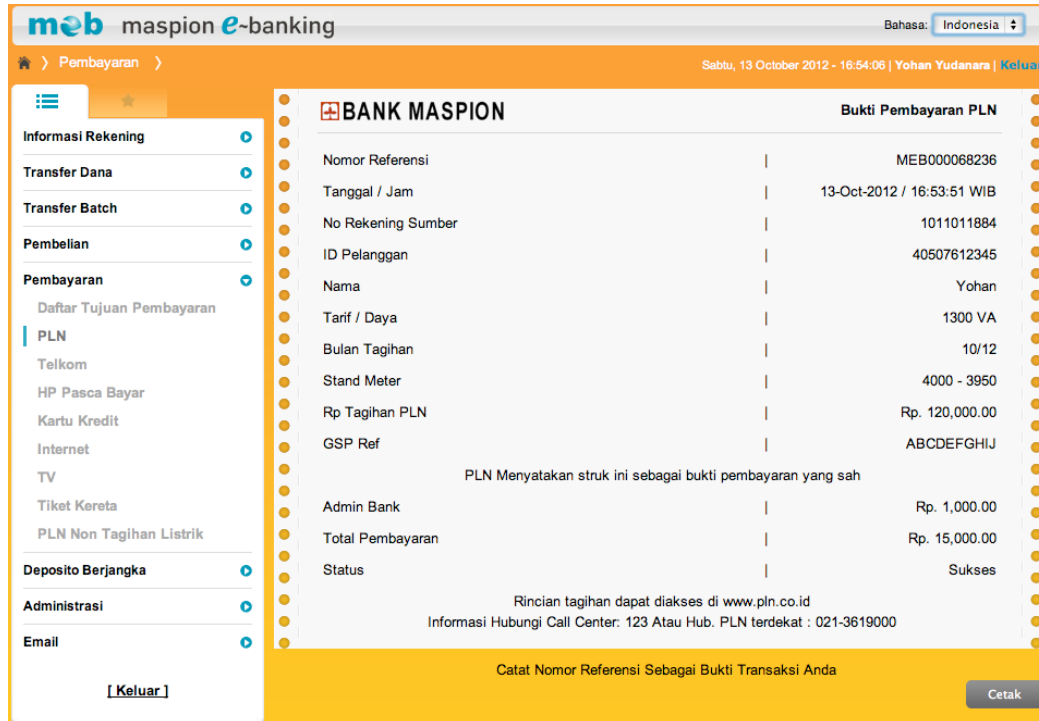 meb maspion e-banking
Bahasa: Indonesia
Pembayaran
Sabtu, 13 October 2012 - 16:54:06 | Yohan Yudanara | Keluar
BANK MASPION
Bukti Pembayaran PLN
Informasi Rekening
Transfer Dana
Transfer Batch
Pembelian
Pembayaran
Daftar Tujuan Pembayaran
PLN
Telkom
HP Pasca Bayar
Kartu Kredit
Internet
TV
Tiket Kereta
PLN Non Tagihan Listrik
Deposito Berjangka
Administrasi
Email
[ Keluar ]
Nomor Referensi | MEB000068236
Tanggal / Jam | 13-Oct-2012 / 16:53:51 WIB
No Rekening Sumber | 1011011884
ID Pelanggan | 40507612345
Nama | Yohan
Tarif / Daya | 1300 VA
Bulan Tagihan | 10/12
Stand Meter | 4000 - 3950
Rp Tagihan PLN | Rp. 120,000.00
GSP Ref | ABCDEFGHIJ
PLN Menyatakan struk ini sebagai bukti pembayaran yang sah
Admin Bank | Rp. 1,000.00
Total Pembayaran | Rp. 15,000.00
Status | Sukses
Rincian tagihan dapat diakses di www.pln.co.id
Informasi Hubungi Call Center: 123 Atau Hub. PLN terdekat : 021-3619000
Catat Nomor Referensi Sebagai Bukti Transaksi Anda
Cetak